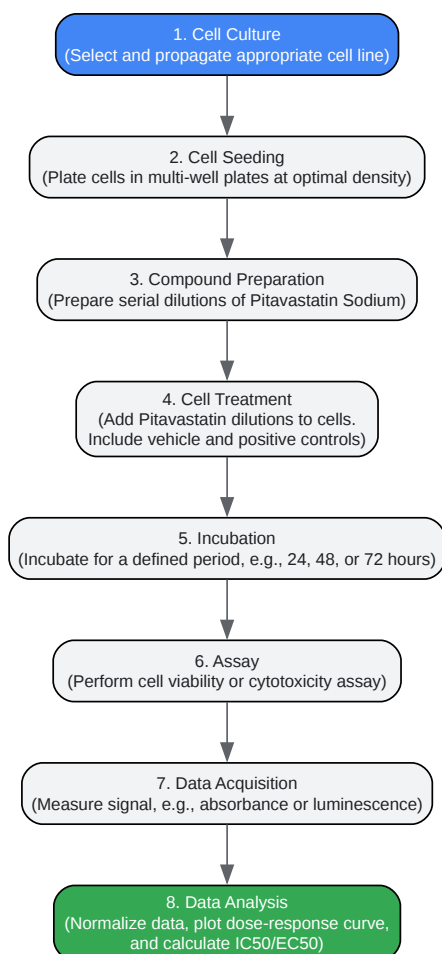 1. Cell Culture
(Select and propagate appropriate cell line)
2. Cell Seeding
(Plate cells in multi-well plates at optimal density)
3. Compound Preparation
(Prepare serial dilutions of Pitavastatin Sodium)
4. Cell Treatment
(Add Pitavastatin dilutions to cells.
Include vehicle and positive controls)
5. Incubation
(Incubate for a defined period, e.g., 24, 48, or 72 hours)
6. Assay
(Perform cell viability or cytotoxicity assay)
7. Data Acquisition
(Measure signal, e.g., absorbance or luminescence)
8. Data Analysis
(Normalize data, plot dose-response curve,
and calculate IC50/EC50)